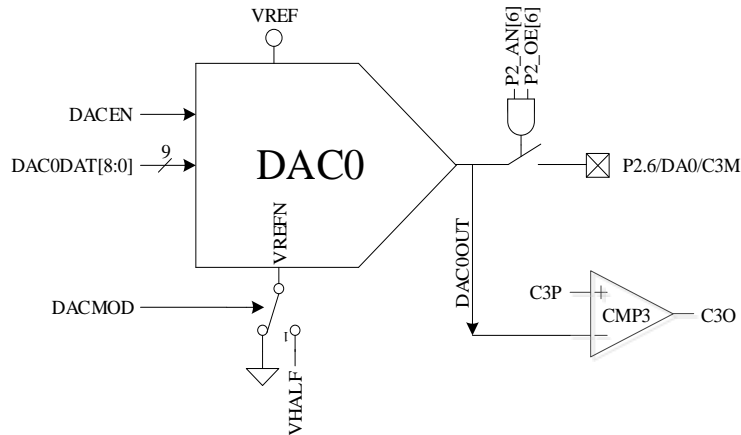 VREF
P2_AN[6]
P2_OE[6]
DACEN
DAC0DAT[8:0]
9
DAC0
P2.6/DA0/C3M
VREFN
DAC0OUT
DACMOD
1
VHALF
C3P
+
CMP3
C3O